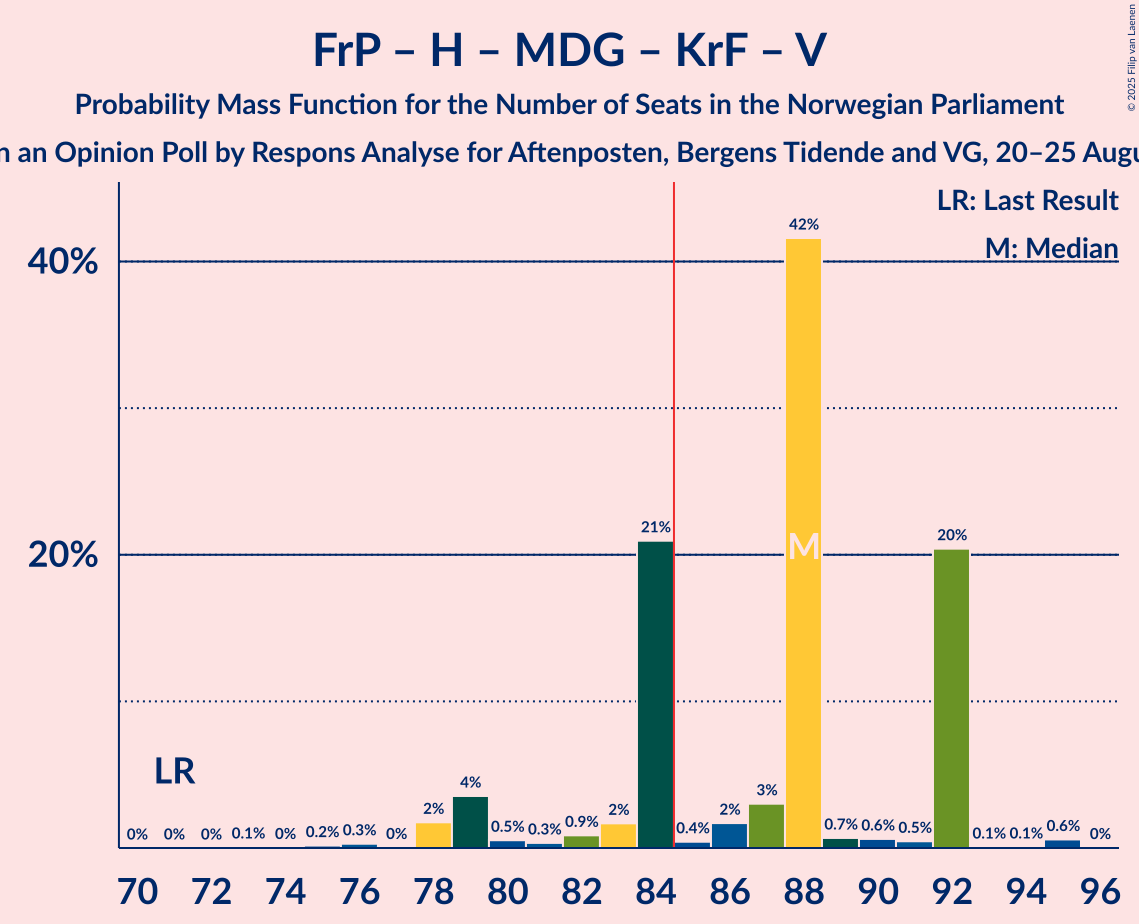 FrP – H – MDG – KrF – V
Probability Mass Function for the Number of Seats in the Norwegian Parliament
n an Opinion Poll by Respons Analyse for Aftenposten, Bergens Tidende and VG, 20–25 Augu
© 2025 Filip van Laenen
LR: Last Result
M: Median
40%
20%
LR
M
0% 0% 0% 0.1% 0% 0.2% 0.3% 0% 2% 4% 0.5% 0.3% 0.9% 2% 21% 0.4% 2% 3% 42% 0.7% 0.6% 0.5% 20% 0.1% 0.1% 0.6% 0%
70 72 74 76 78 80 82 84 86 88 90 92 94 96